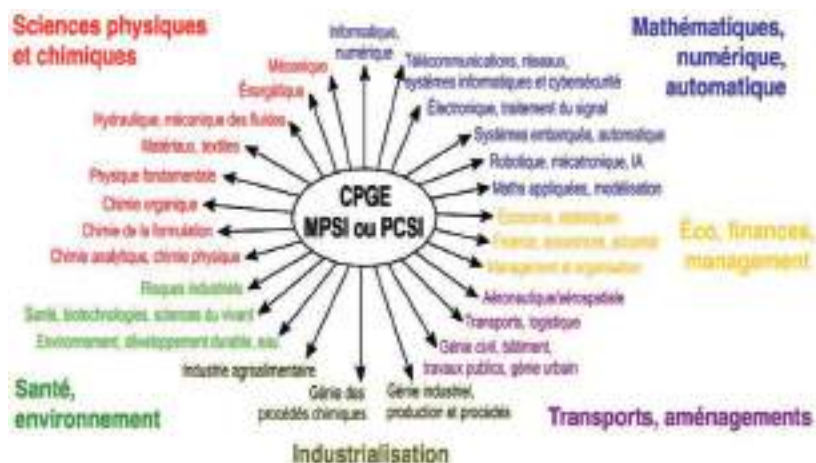 Sciences physiques
et chimiques
Mathématiques,
numérique,
automatique
Informatique,
numérique
Télécommunications, réseaux,
systèmes informatiques et cybersécurité
Mécanique
Énergétique
Électronique, traitement du signal
Hydraulique, mécanique des fluides
Systèmes embarqués, automatique
Matériaux, textiles
Robotique, mécatronique, IA
Physique fondamentale
Maths appliquées, modélisation
CPGE
MPSI ou PCSI
Chimie organique
Économie, statistiques
Chimie de la formulation
Finance, assurance, actuariat
Éco, finances,
management
Chimie analytique, chimie physique
Management et organisation
Risques industriels
Aéronautique/aérospatiale
Santé, biotechnologies, sciences du vivant
Transports, logistique
Environnement, développement durable, eau
Génie civil, bâtiment,
travaux publics, génie urbain
Industrie agroalimentaire
Génie des
procédés chimiques
Génie industriel,
production et procédés
Santé,
environnement
Transports, aménagements
Industrialisation